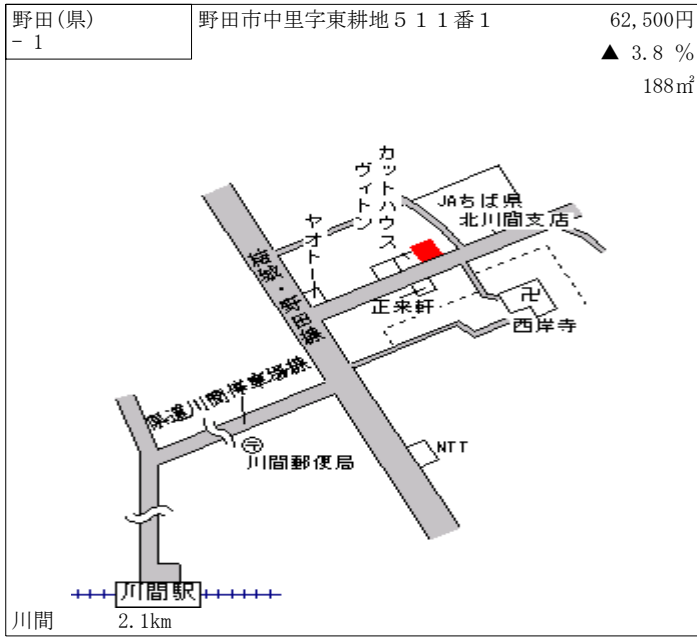 野田(県)
- 1
野田市中里字東耕地５１１番1
62,500円
▲ 3.8 %
188㎡
カットハウス
ヴィトン
JAちば県
北川間支店
ヤオトー
結城・野田線
正来軒
卍
西岸寺
県道川間停車場線
〒
川間郵便局
NTT
川間駅
川間 2.1km